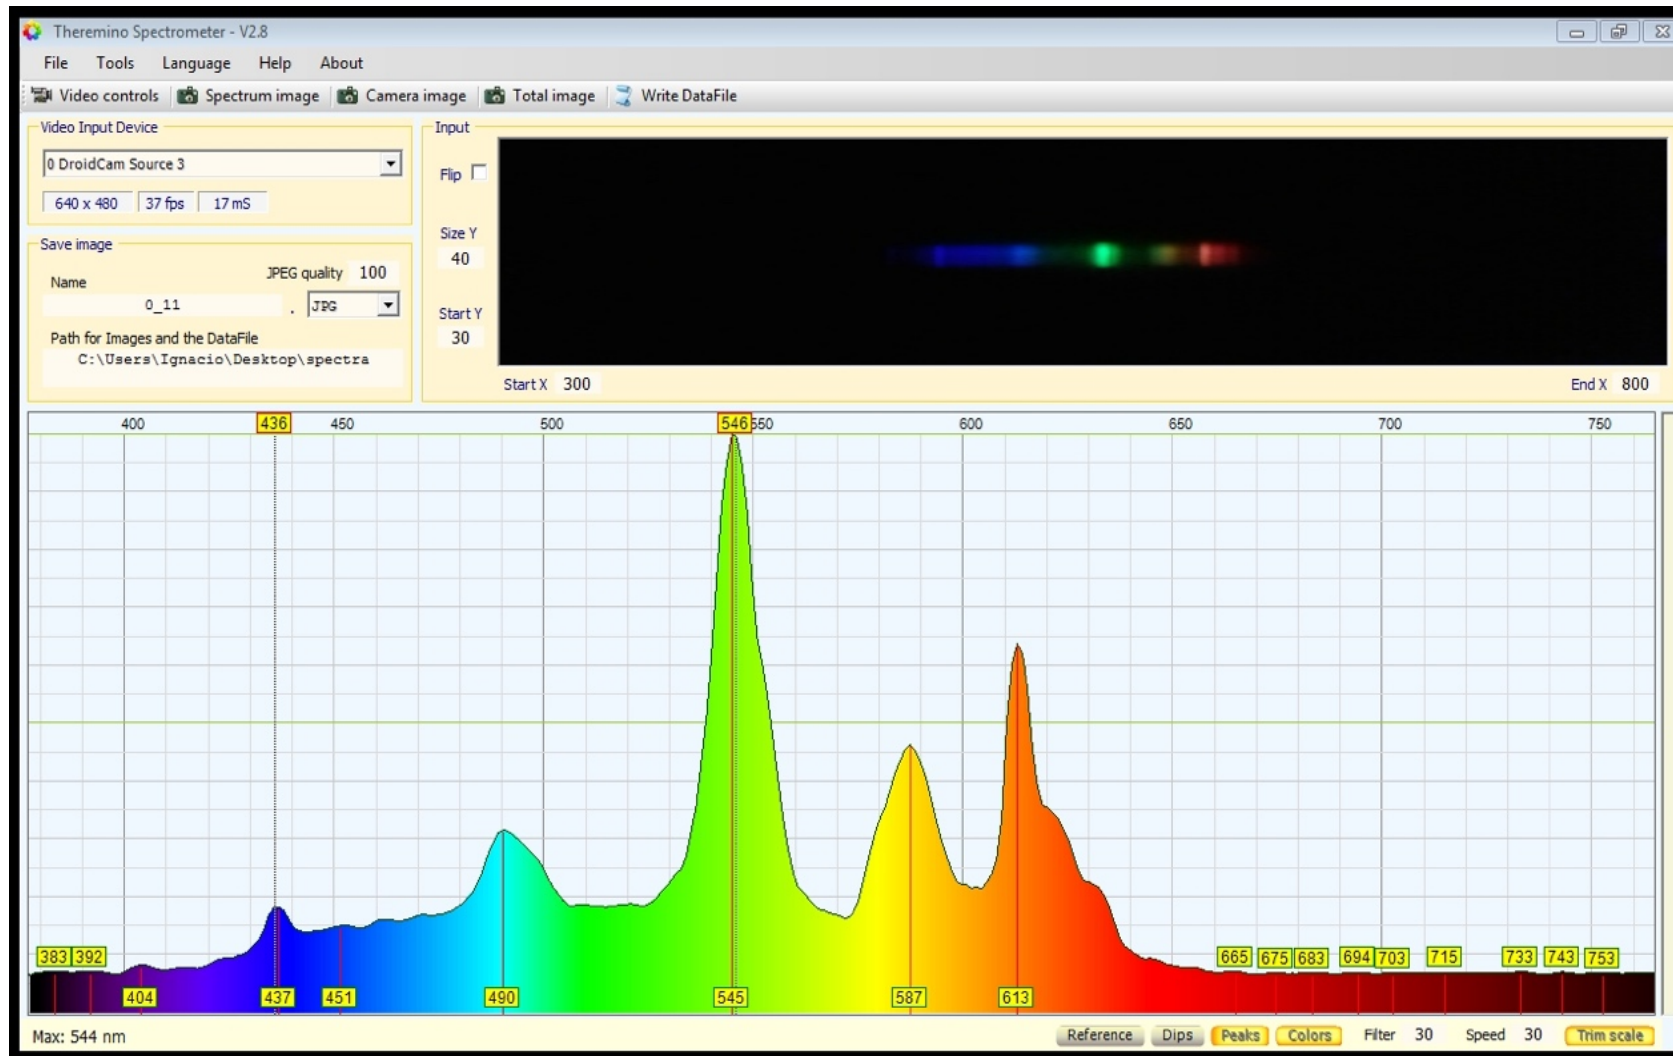 Theremino Spectrometer - V2.8
File Tools Language Help About
Video controls Spectrum image Camera image Total image Write DataFile
Video Input Device
0 DroidCam Source 3
640 x 480 37 fps 17 mS
Save image
Name JPEG quality 100
0_11 . JPG
Path for Images and the DataFile
C:\Users\Ignacio\Desktop\spectra
Input
Flip
Size Y
40
Start Y
30
Start X 300 End X 800
400 436 450 500 546 550 600 650 700 750
383 392 665 675 683 694 703 715 733 743 753
404 437 451 490 545 587 613
Max: 544 nm Reference Dips Peaks Colors Filter 30 Speed 30 Trim scale